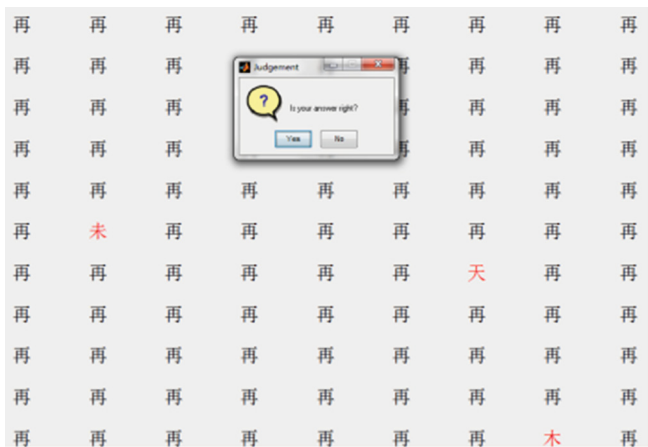 再 再 再 再 再 再 再 再 再
再 再 再 Judgement 再 再 再 再
再 再 再 Is your answer right? 再 再 再 再
再 再 再 Yes No 再 再 再 再
再 再 再 再 再 再 再 再 再
再 未 再 再 再 再 再 再 再
再 再 再 再 再 再 天 再 再
再 再 再 再 再 再 再 再 再
再 再 再 再 再 再 再 再 再
再 再 再 再 再 再 再 再 再
再 再 再 再 再 再 再 木 再